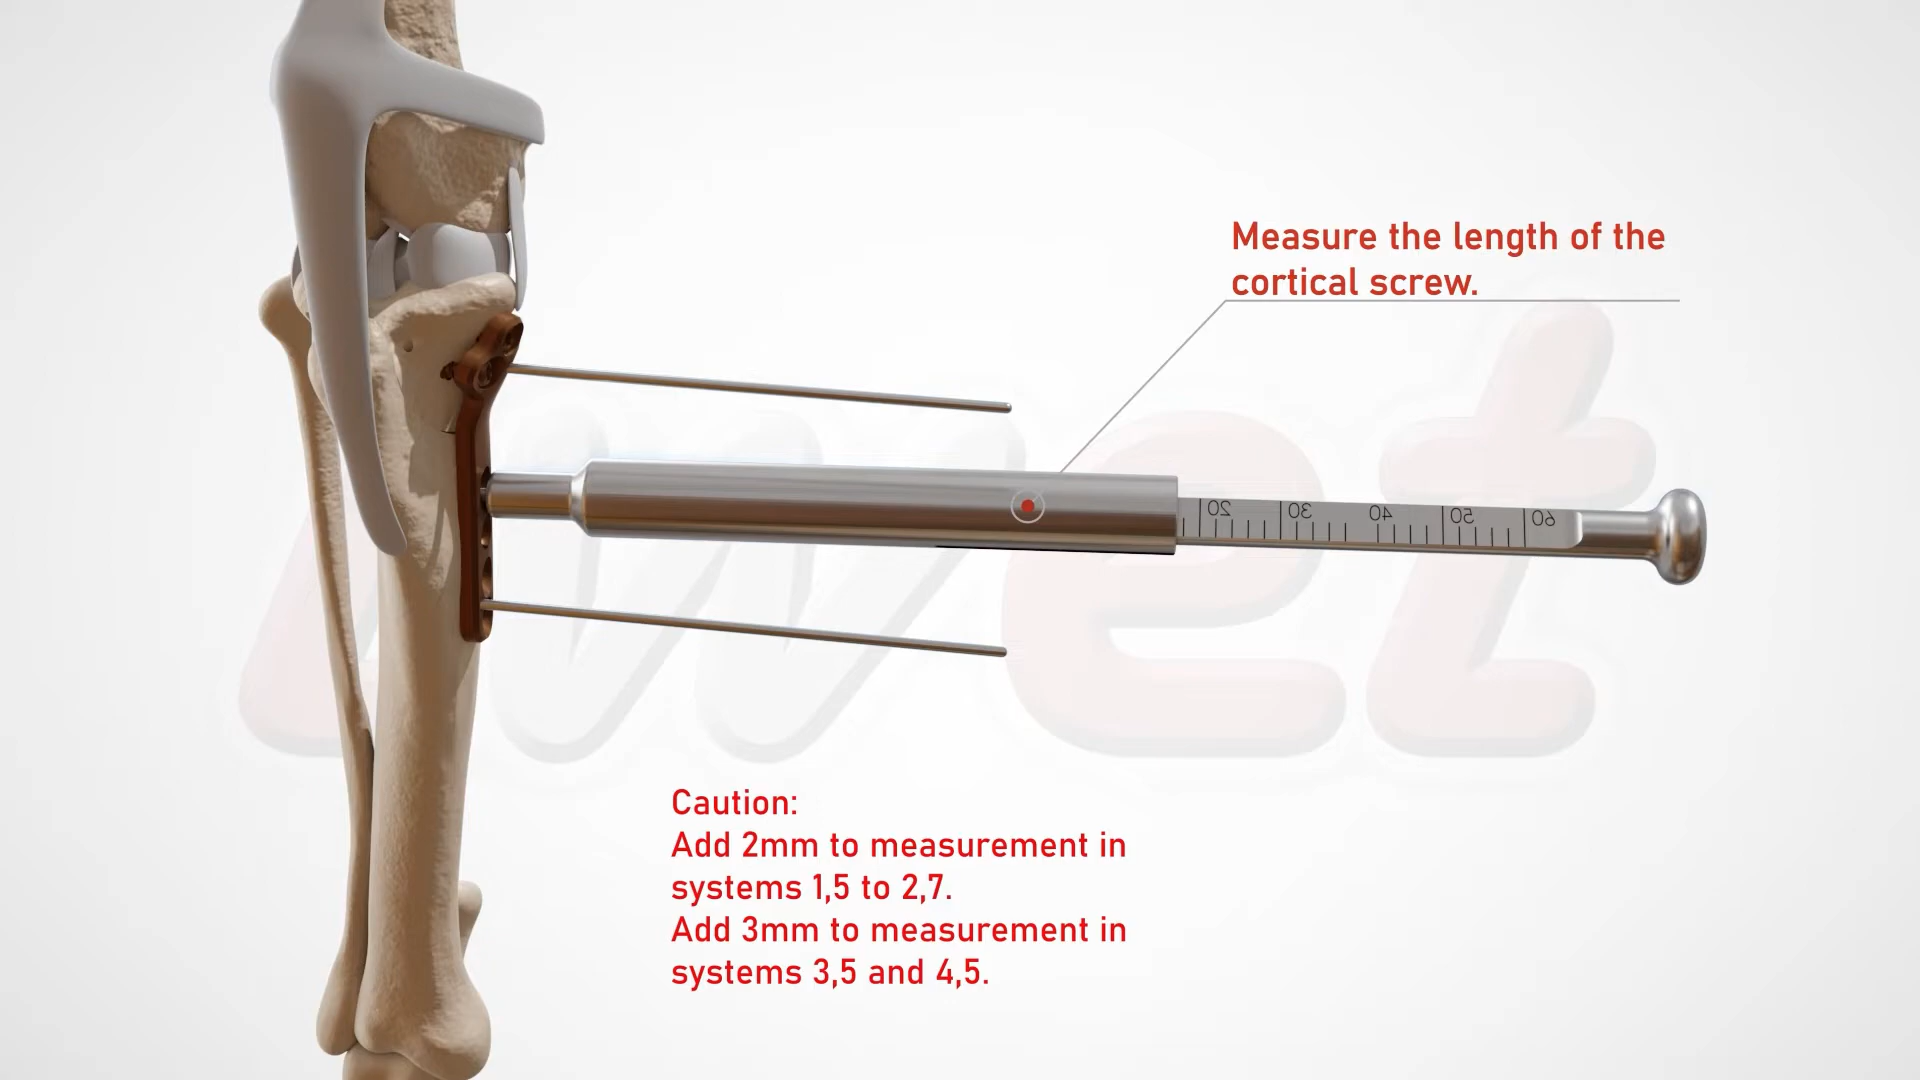 Measure the length of the
cortical screw.
20 30 40 50 60
Caution:
Add 2mm to measurement in
systems 1,5 to 2,7.
Add 3mm to measurement in
systems 3,5 and 4,5.
wet